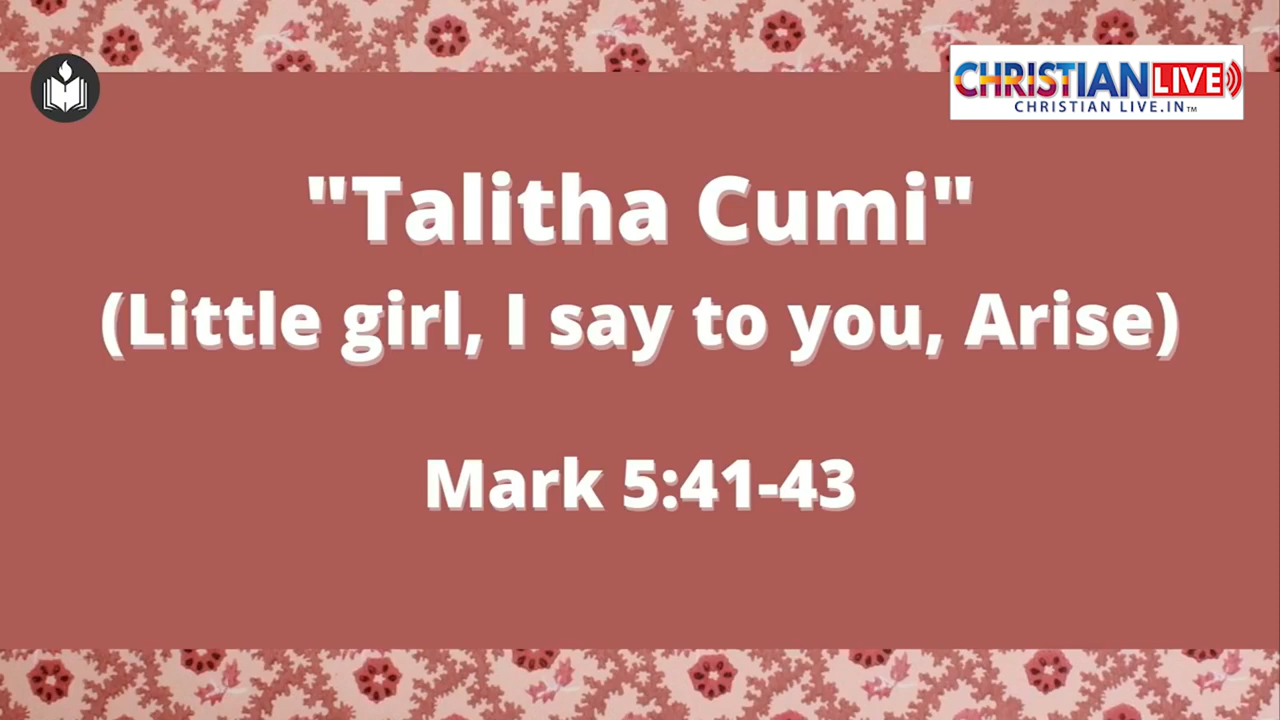 CHRISTIAN LIVE
CHRISTIAN LIVE.IN™
"Talitha Cumi"
(Little girl, I say to you, Arise)
Mark 5:41-43